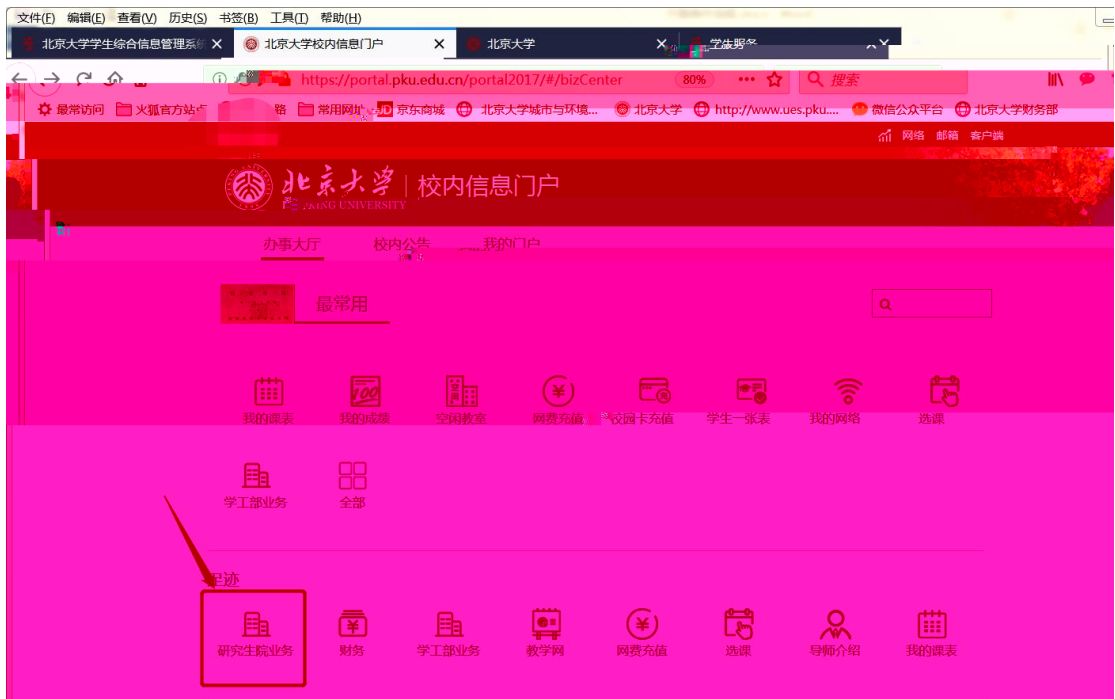 文件(F) 编辑(E) 查看(V) 历史(S) 书签(B) 工具(T) 帮助(H)
北京大学学生综合信息管理系统 × 北京大学校内信息门户 × 北京大学 × 学生服务 ×
https://portal.pku.edu.cn/portal2017/#/bizCenter 80% 搜索
最常访问 火狐官方站点 常用网址 京东商城 北京大学城市与环境... 北京大学 http://www.ues.pku.... 微信公众平台 北京大学财务部
网络 邮箱 客户端
北京大学 校内信息门户
PEKING UNIVERSITY
办事大厅 校内公告 我的门户
最常用
我的课表 我的成绩 空闲教室 网费充值 校园卡充值 学生一张表 我的网络 选课
学工部业务 全部
足迹
研究生院业务 财务 学工部业务 教学网 网费充值 选课 导师介绍 我的课表